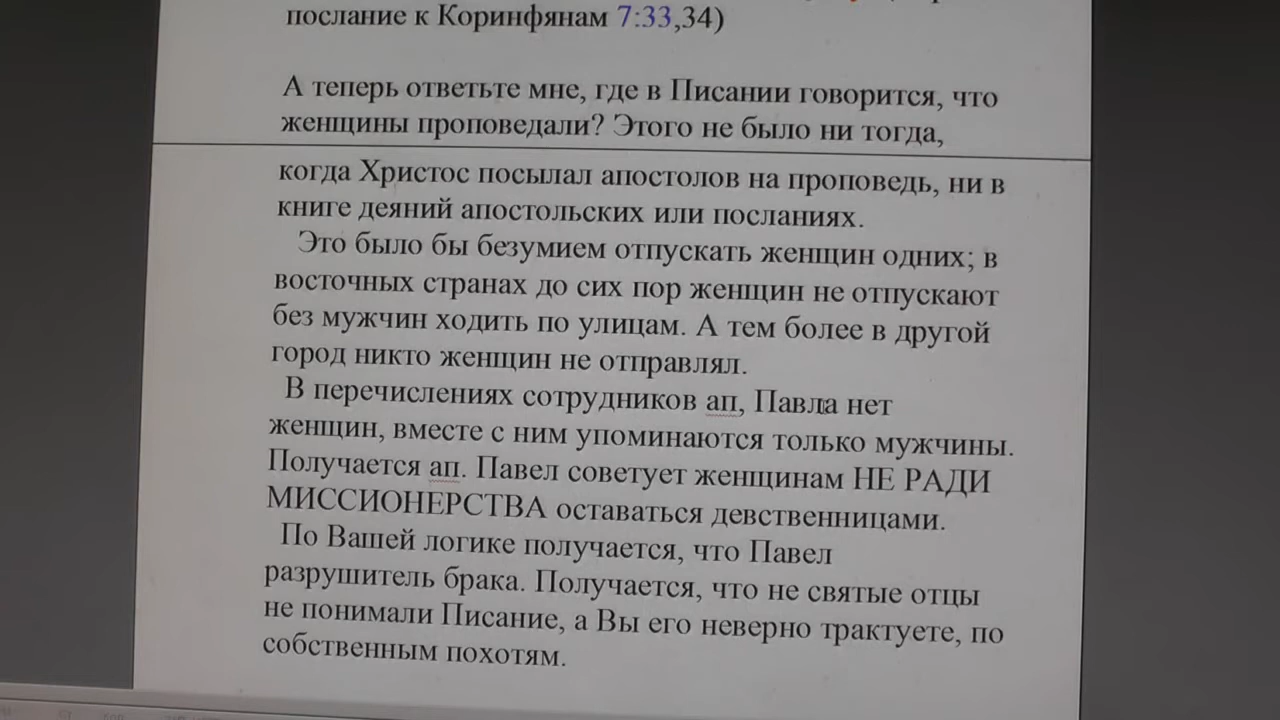 послание к Коринфянам 7:33,34)
А теперь ответьте мне, где в Писании говорится, что
женщины проповедали? Этого не было ни тогда,
когда Христос посылал апостолов на проповедь, ни в
книге деяний апостольских или посланиях.
Это было бы безумием отпускать женщин одних; в
восточных странах до сих пор женщин не отпускают
без мужчин ходить по улицам. А тем более в другой
город никто женщин не отправлял.
В перечислениях сотрудников ап, Павла нет
женщин, вместе с ним упоминаются только мужчины.
Получается ап. Павел советует женщинам НЕ РАДИ
МИССИОНЕРСТВА оставаться девственницами.
По Вашей логике получается, что Павел
разрушитель брака. Получается, что не святые отцы
не понимали Писание, а Вы его неверно трактуете, по
собственным похотям.